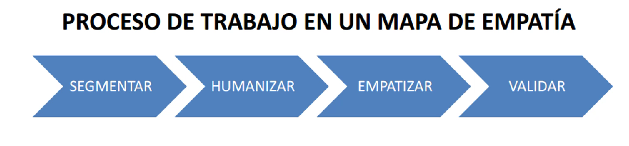 PROCESO DE TRABAJO EN UN MAPA DE EMPATÍA
SEGMENTAR
HUMANIZAR
EMPATIZAR
VALIDAR